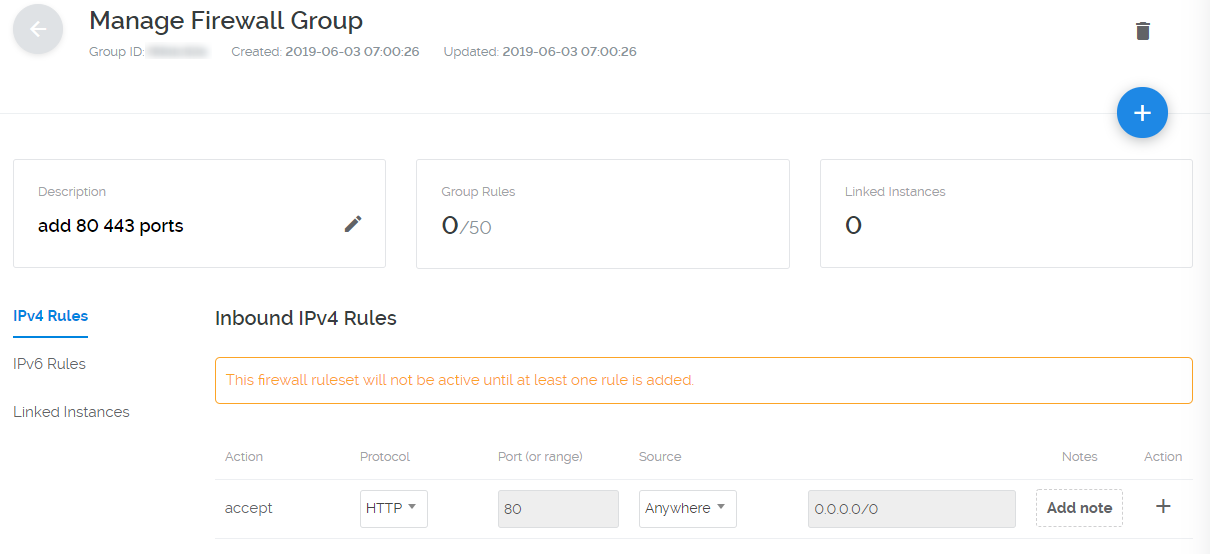 Manage Firewall Group
Group ID: Created: 2019-06-03 07:00:26 Updated: 2019-06-03 07:00:26
Description
add 80 443 ports
Group Rules
0/50
Linked Instances
0
IPv4 Rules
IPv6 Rules
Linked Instances
Inbound IPv4 Rules
This firewall ruleset will not be active until at least one rule is added.
Action Protocol Port (or range) Source Notes Action
accept HTTP 80 Anywhere 0.0.0.0/0 Add note +